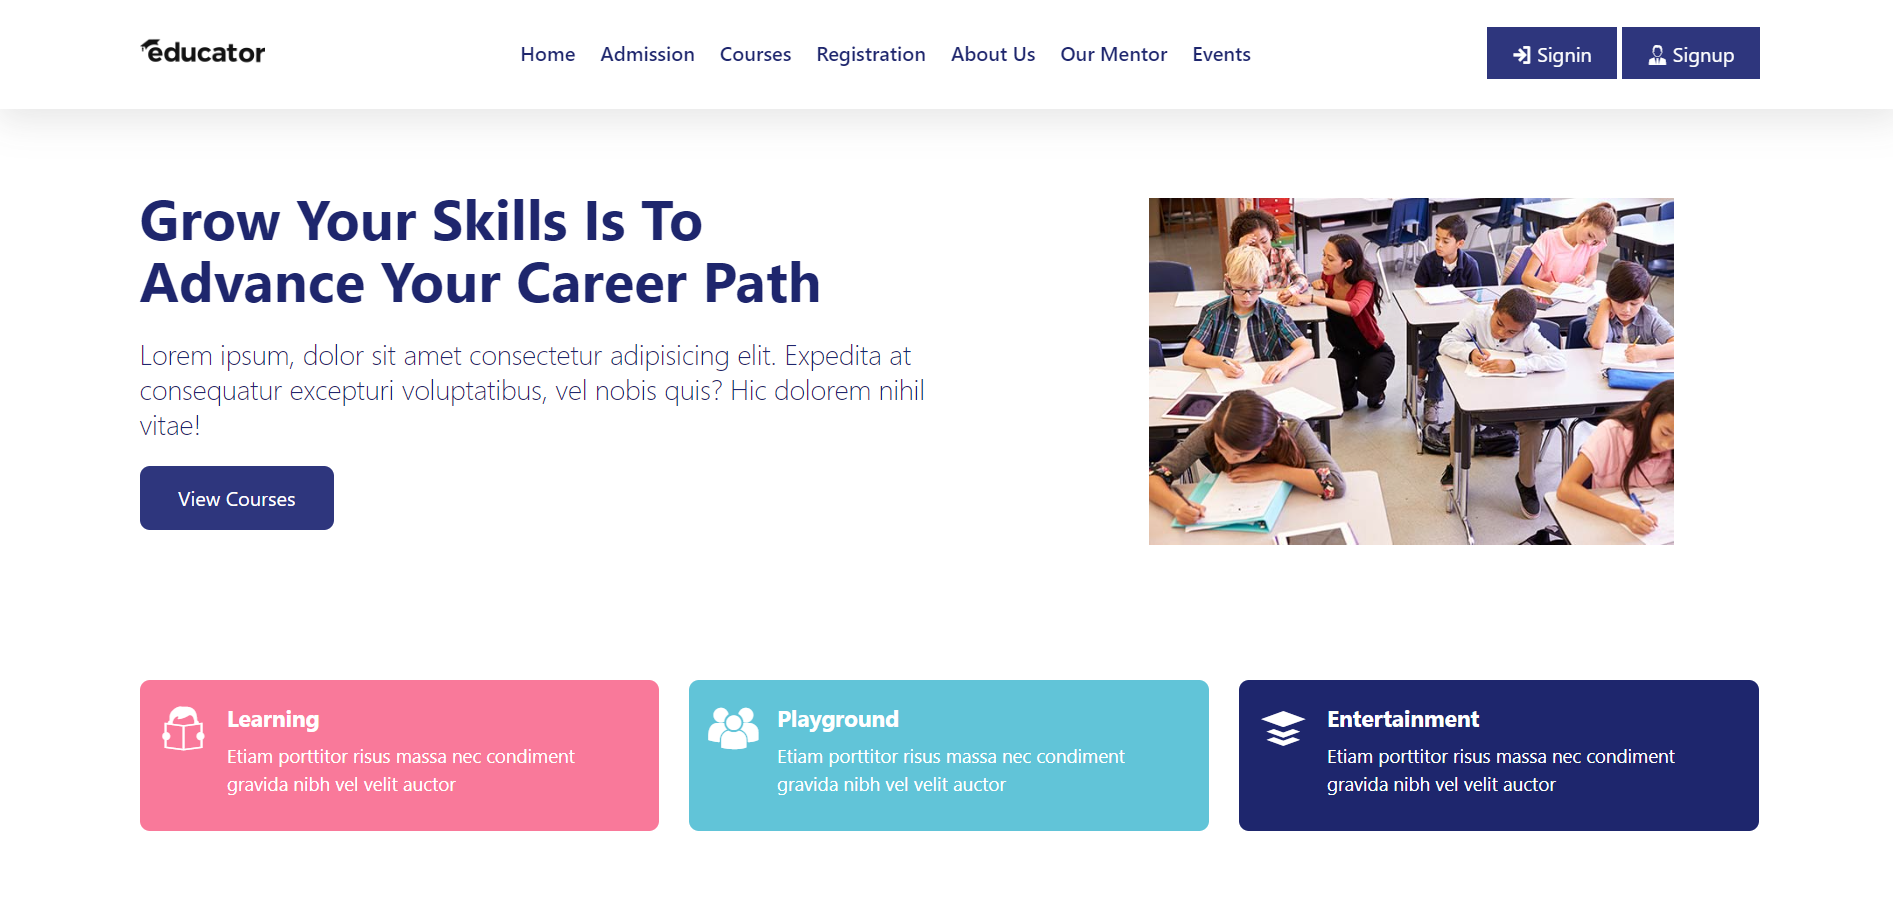 educator
Home Admission Courses Registration About Us Our Mentor Events
Signin Signup
Grow Your Skills Is To
Advance Your Career Path
Lorem ipsum, dolor sit amet consectetur adipisicing elit. Expedita at
consequatur excepturi voluptatibus, vel nobis quis? Hic dolorem nihil
vitae!
View Courses
Learning
Etiam porttitor risus massa nec condiment
gravida nibh vel velit auctor
Playground
Etiam porttitor risus massa nec condiment
gravida nibh vel velit auctor
Entertainment
Etiam porttitor risus massa nec condiment
gravida nibh vel velit auctor